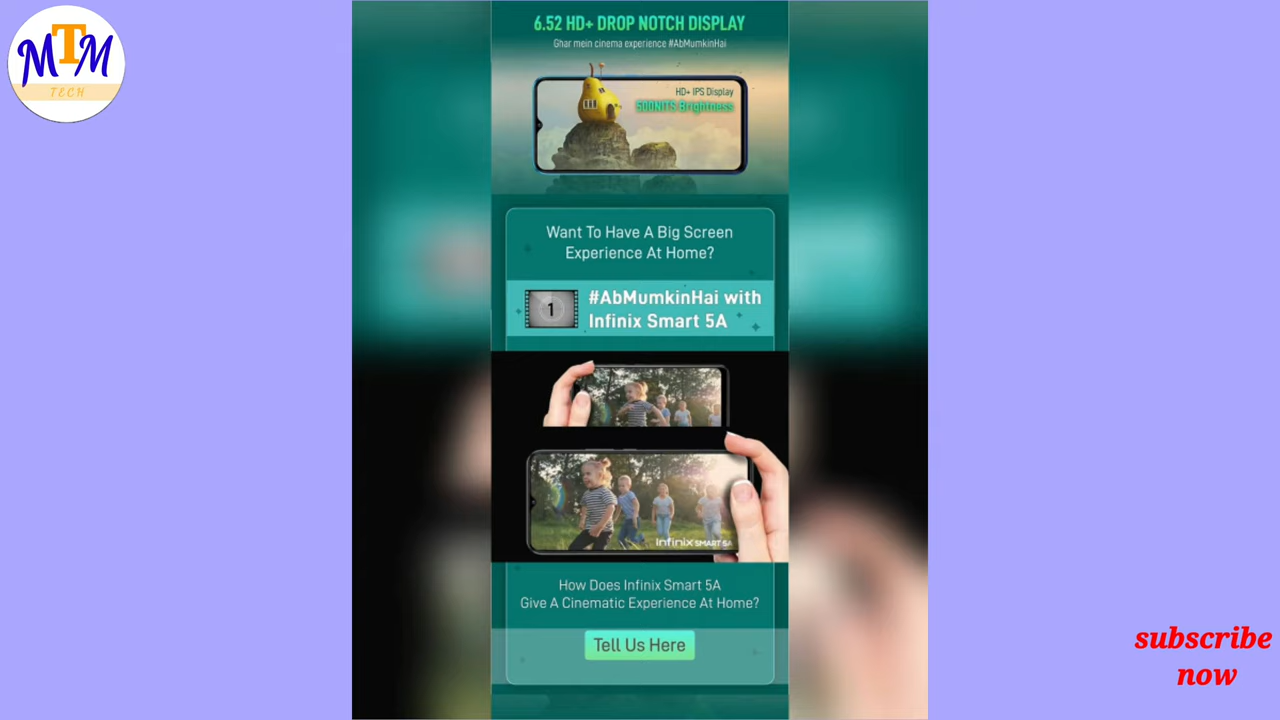 MTM
TECH
6.52 HD+ DROP NOTCH DISPLAY
Ghar mein cinema experience #AbMumkinHai
HD+ IPS Display
500NITS Brightness
Want To Have A Big Screen
Experience At Home?
1
#AbMumkinHai with
Infinix Smart 5A
Infinix SMART 5A
How Does Infinix Smart 5A
Give A Cinematic Experience At Home?
Tell Us Here
subscribe
now